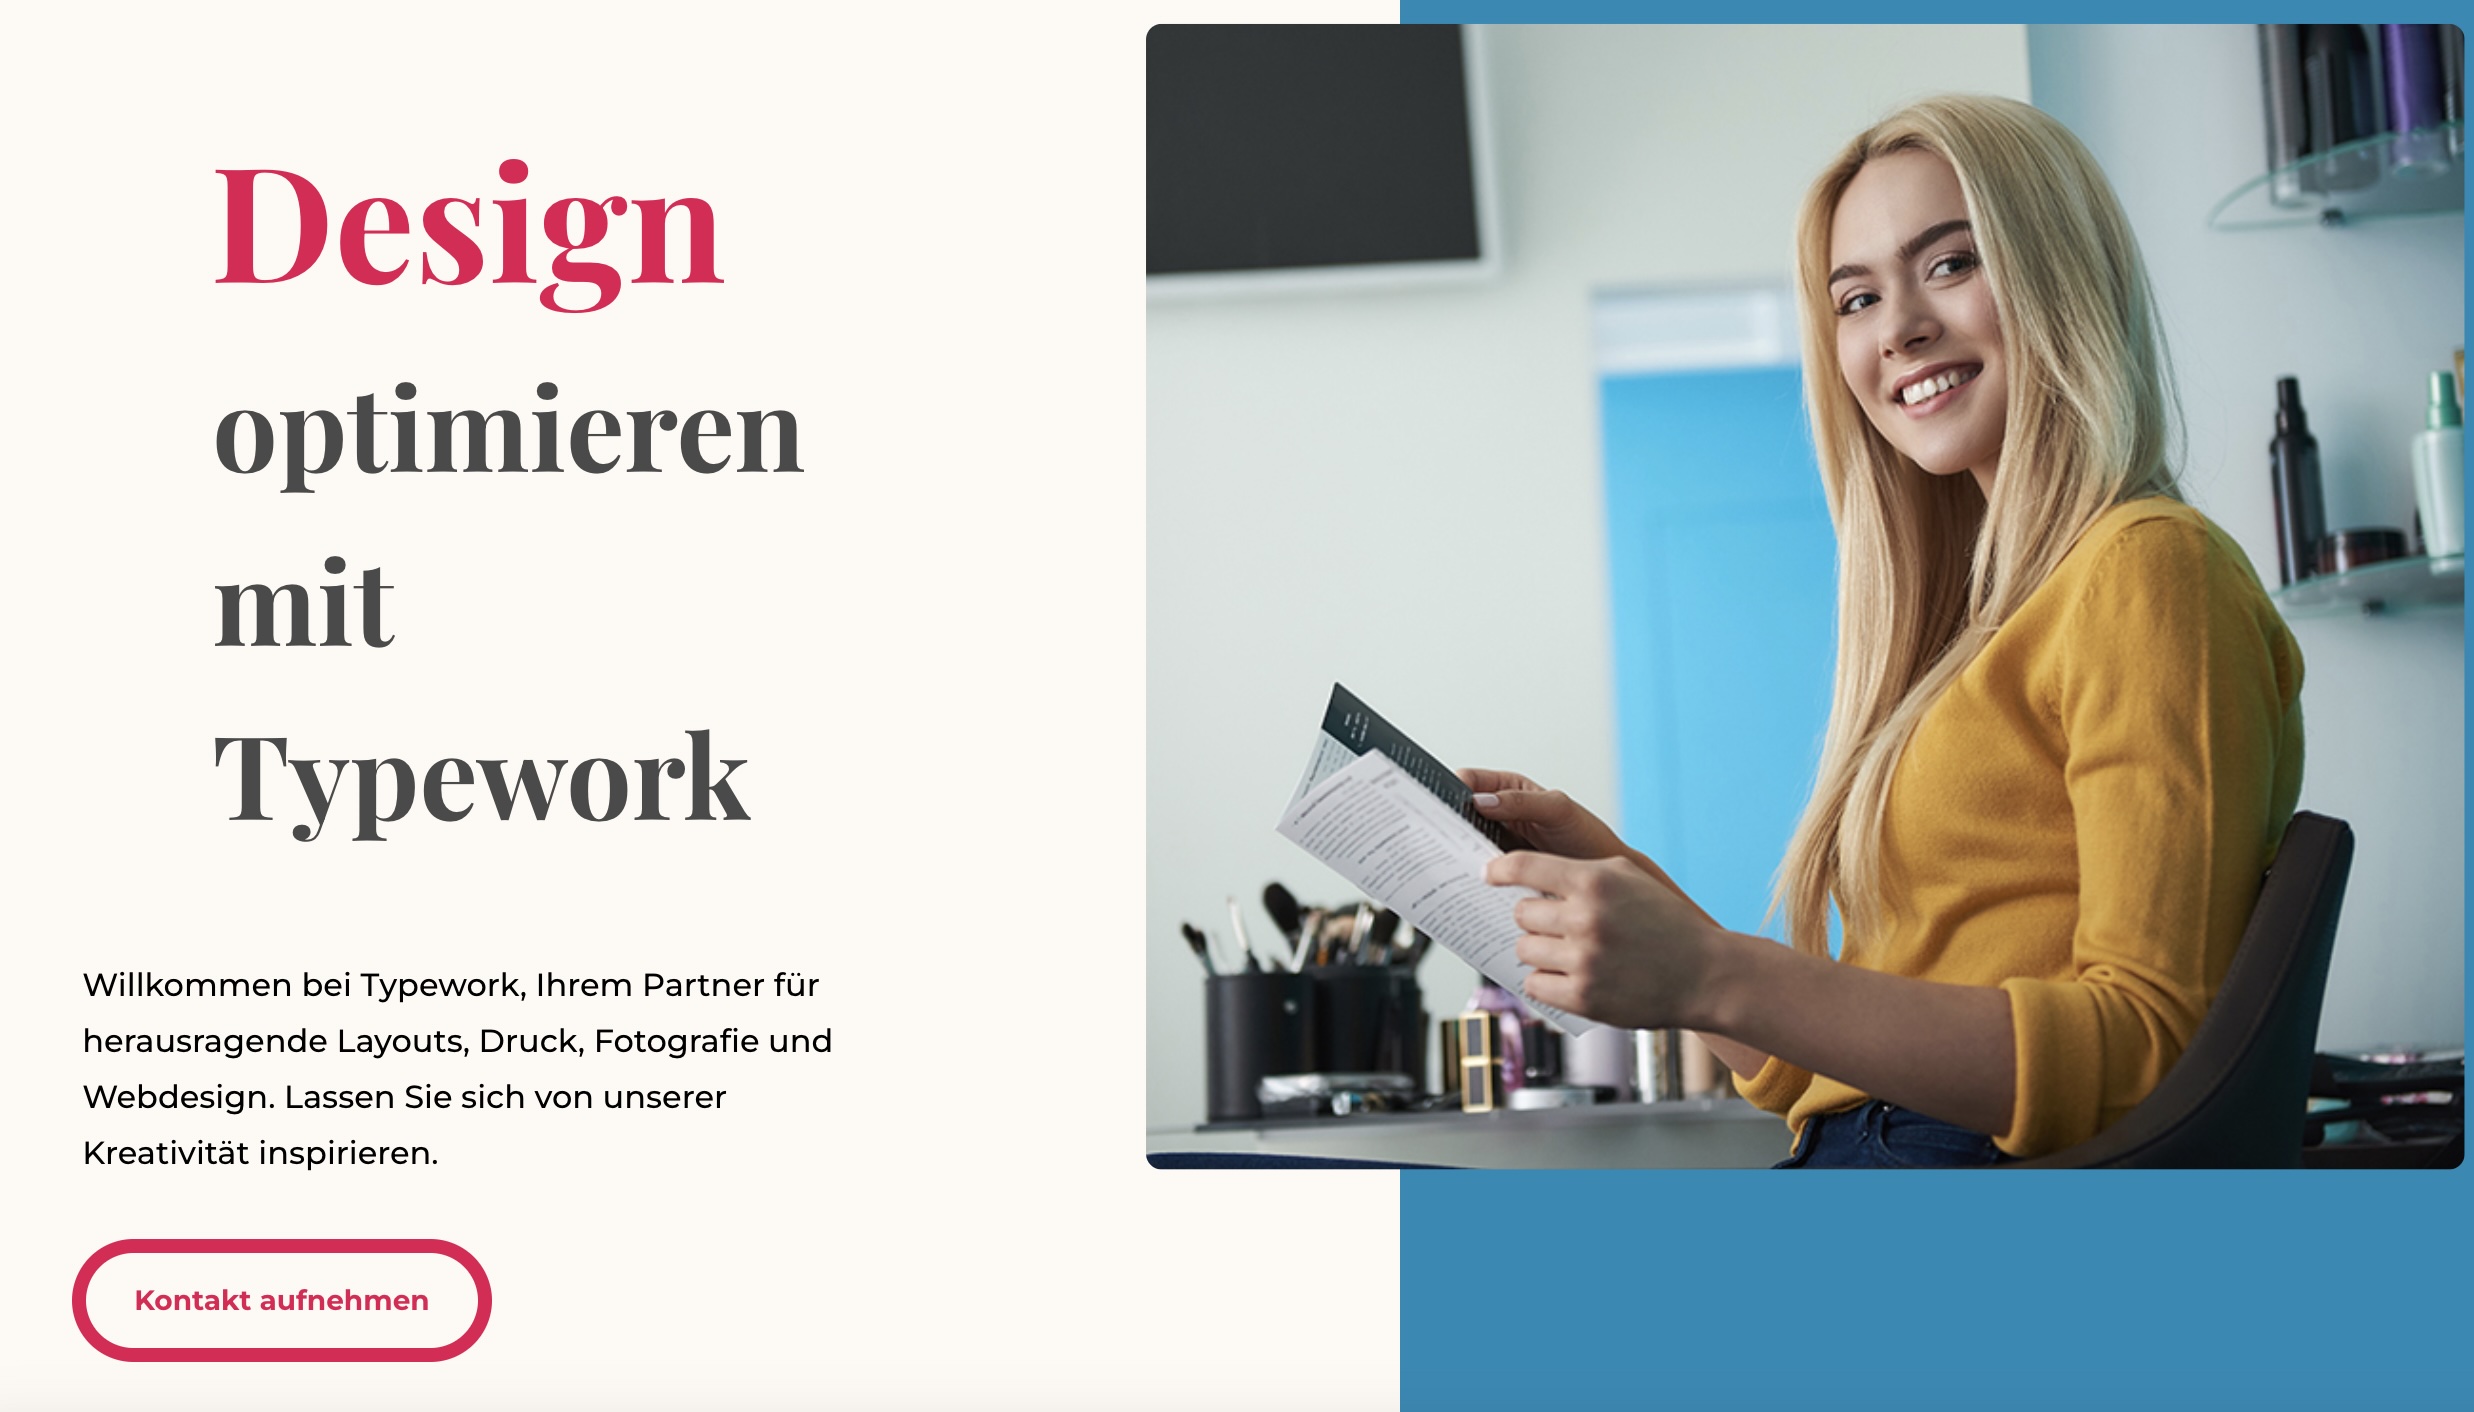 Design
optimieren
mit
Typework
Willkommen bei Typework, Ihrem Partner für
herausragende Layouts, Druck, Fotografie und
Webdesign. Lassen Sie sich von unserer
Kreativität inspirieren.
Kontakt aufnehmen